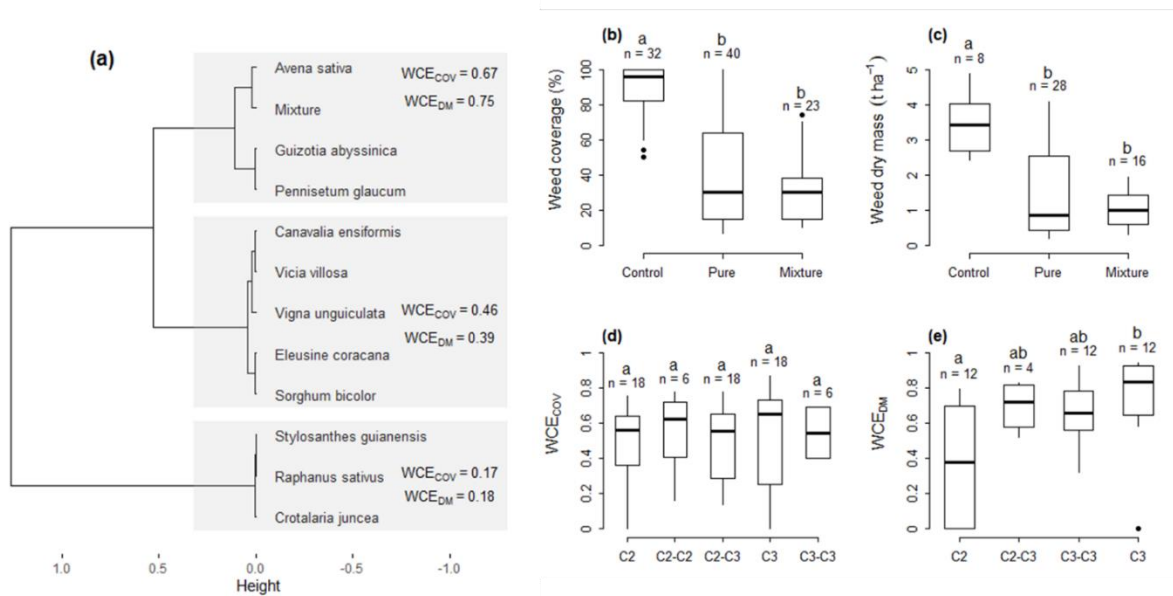 (a)
Avena sativa
WCE_COV = 0.67
Mixture
WCE_DM = 0.75
Guizotia abyssinica
Pennisetum glaucum
Canavalia ensiformis
Vicia villosa
Vigna unguiculata
WCE_COV = 0.46
WCE_DM = 0.39
Eleusine coracana
Sorghum bicolor
Stylosanthes guianensis
Raphanus sativus
WCE_COV = 0.17
WCE_DM = 0.18
Crotalaria juncea
1.0 0.5 0.0 -0.5 -1.0
Height
(b)
a b b
n = 32 n = 40 n = 23
Weed coverage (%)
100
80
60
40
20
0
Control Pure Mixture
(c)
a b b
n = 8 n = 28 n = 16
Weed dry mass (t ha⁻¹)
5
4
3
2
1
0
Control Pure Mixture
(d)
a a a a a
n = 18 n = 6 n = 18 n = 18 n = 6
WCE_COV
1
0.8
0.6
0.4
0.2
0
C2 C2-C2 C2-C3 C3 C3-C3
(e)
a ab ab b
n = 12 n = 4 n = 12 n = 12
WCE_DM
1
0.8
0.6
0.4
0.2
0
C2 C2-C3 C3-C3 C3